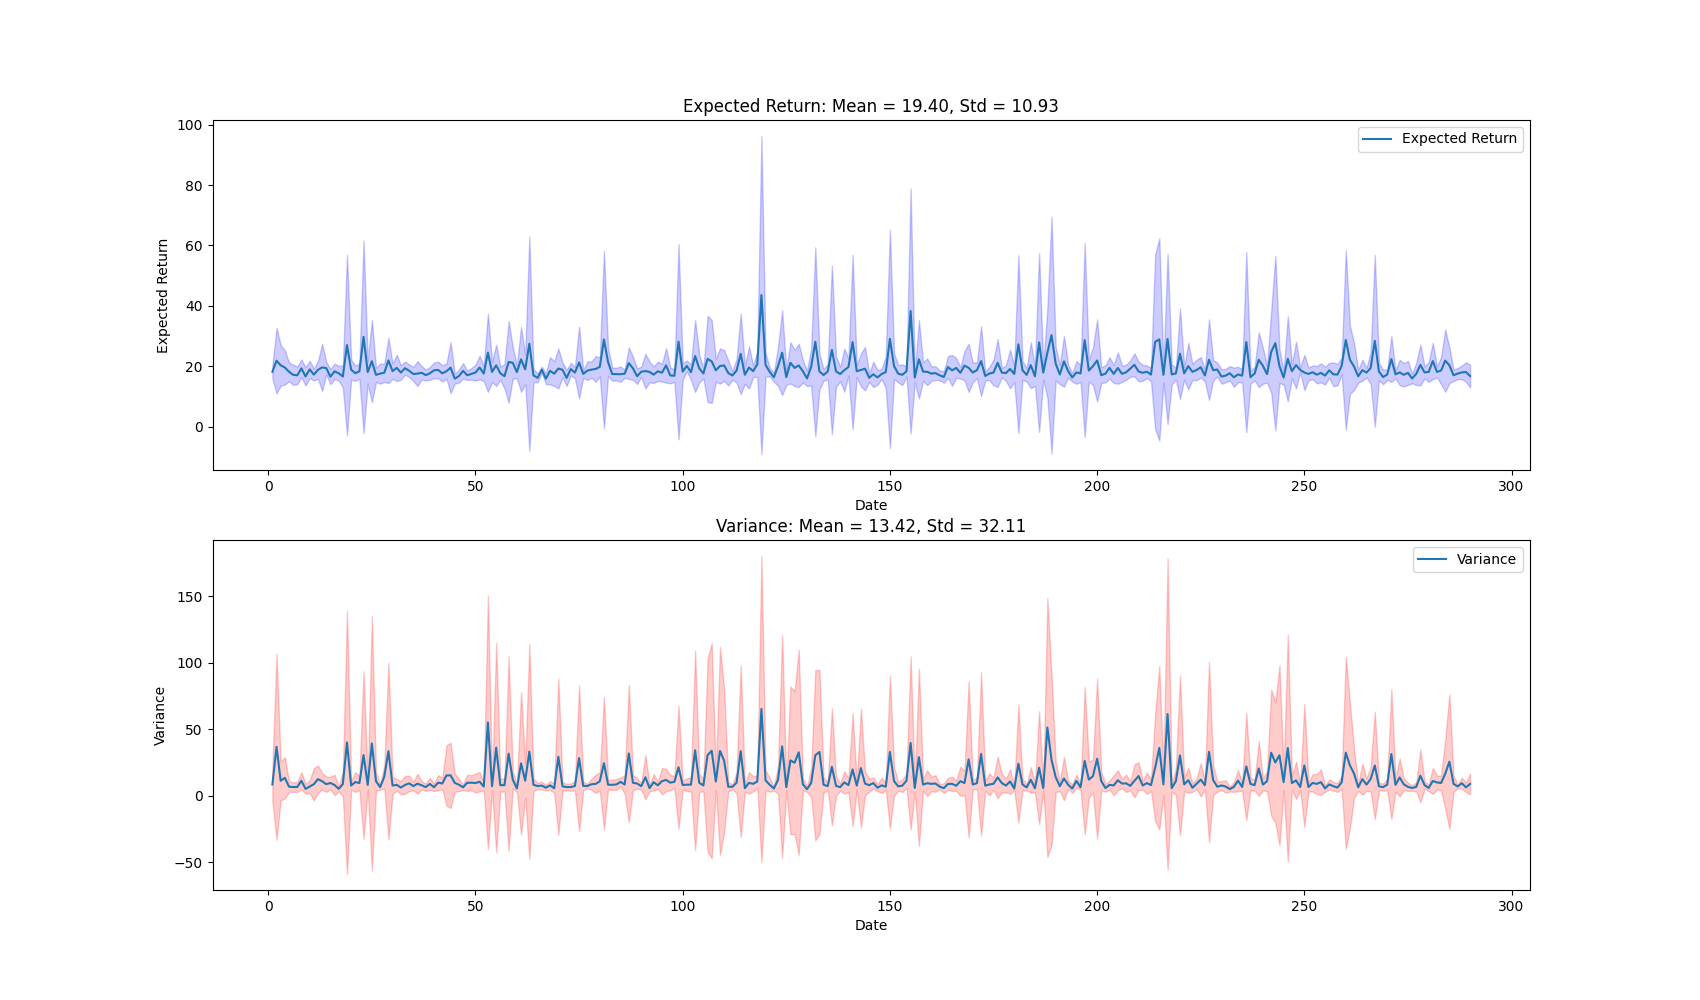 Expected Return: Mean = 19.40, Std = 10.93
100
80
60
40
20
0
Expected Return
Expected Return
0 50 100 150 200 250 300
Date
Variance: Mean = 13.42, Std = 32.11
150
100
50
0
−50
Variance
Variance
0 50 100 150 200 250 300
Date